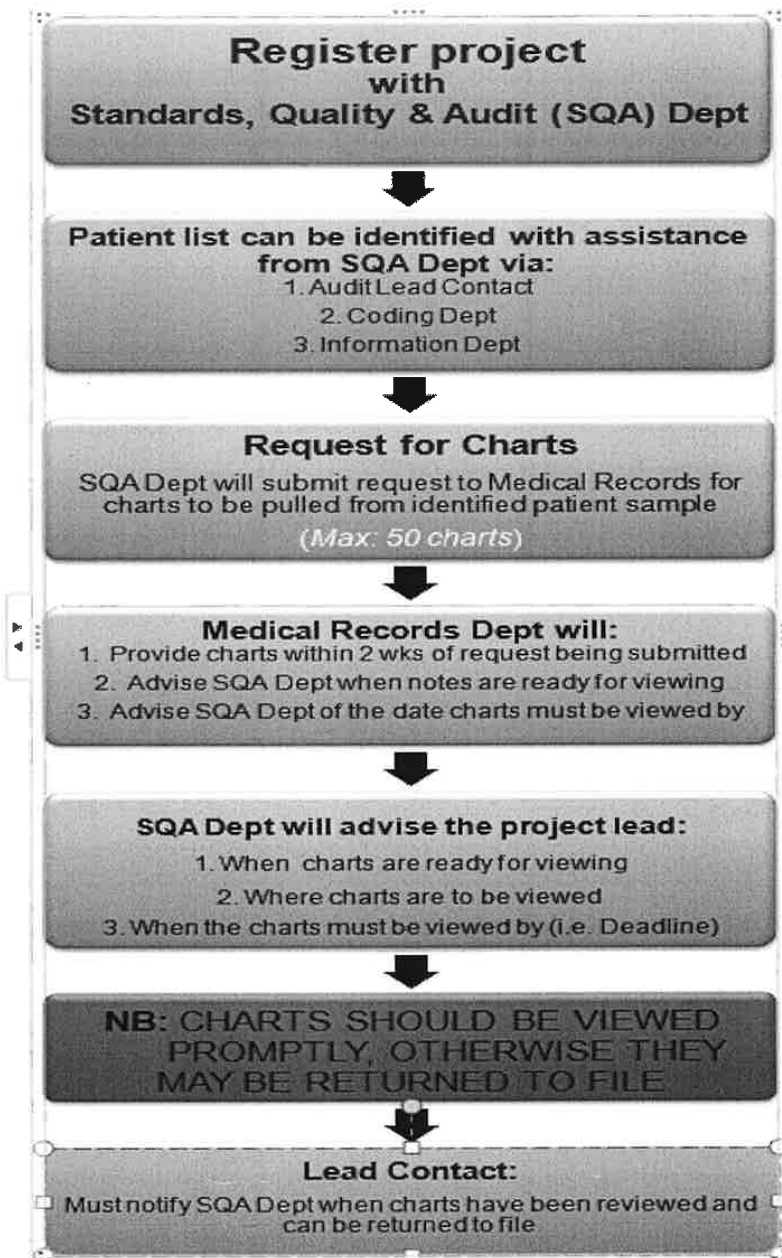 Register project
with
Standards, Quality & Audit (SQA) Dept
Patient list can be identified with assistance
from SQA Dept via:
1. Audit Lead Contact
2. Coding Dept
3. Information Dept
Request for Charts
SQA Dept will submit request to Medical Records for
charts to be pulled from identified patient sample
(Max: 50 charts)
Medical Records Dept will:
1. Provide charts within 2 wks of request being submitted
2. Advise SQA Dept when notes are ready for viewing
3. Advise SQA Dept of the date charts must be viewed by
SQA Dept will advise the project lead:
1. When charts are ready for viewing
2. Where charts are to be viewed
3. When the charts must be viewed by (i.e. Deadline)
NB: CHARTS SHOULD BE VIEWED
PROMPTLY, OTHERWISE THEY
MAY BE RETURNED TO FILE
Lead Contact:
Must notify SQA Dept when charts have been reviewed and
can be returned to file